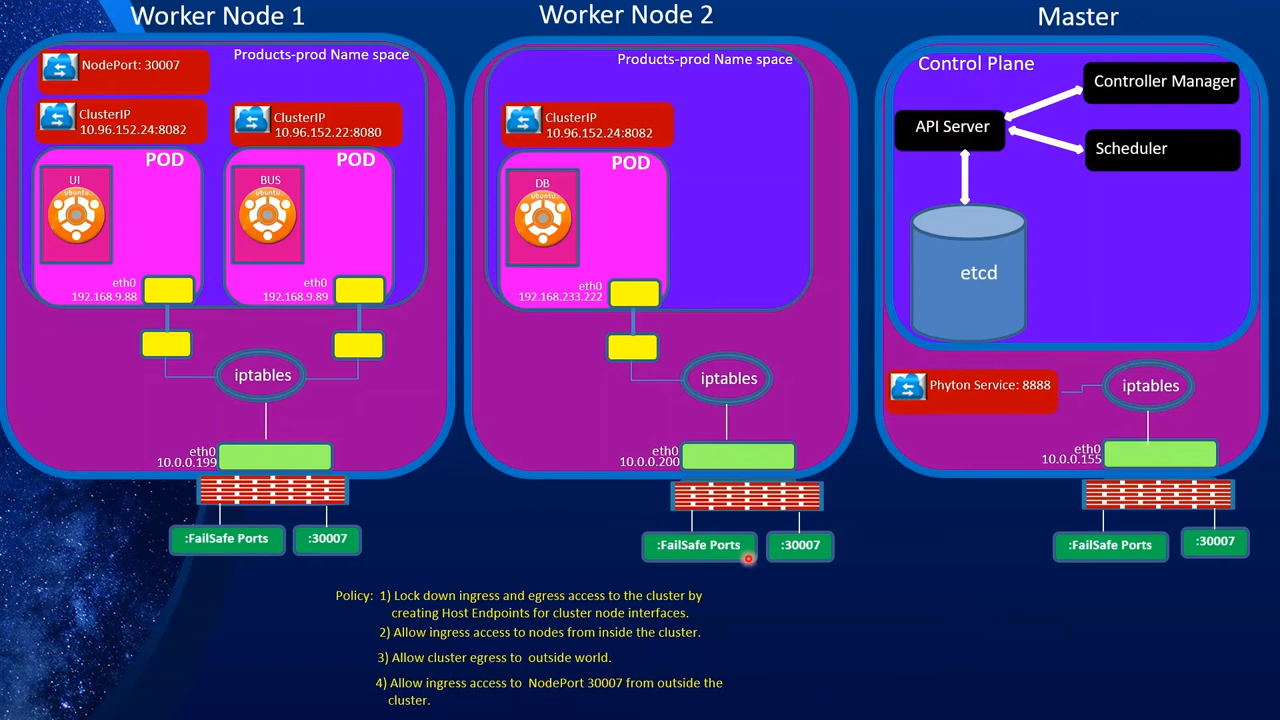 Worker Node 1
Products-prod Name space
NodePort: 30007
ClusterIP
10.96.152.24:8082
ClusterIP
10.96.152.22:8080
POD
UI
ubuntu
eth0
192.168.9.88
POD
BUS
ubuntu
eth0
192.168.9.89
iptables
eth0
10.0.0.199
:FailSafe Ports
:30007
Worker Node 2
Products-prod Name space
ClusterIP
10.96.152.24:8082
POD
DB
ubuntu
eth0
192.168.233.222
iptables
eth0
10.0.0.200
:FailSafe Ports
:30007
Master
Control Plane
Controller Manager
API Server
Scheduler
etcd
Phyton Service: 8888
iptables
eth0
10.0.0.155
:FailSafe Ports
:30007
Policy: 1) Lock down ingress and egress access to the cluster by
creating Host Endpoints for cluster node interfaces.
2) Allow ingress access to nodes from inside the cluster.
3) Allow cluster egress to outside world.
4) Allow ingress access to NodePort 30007 from outside the
cluster.